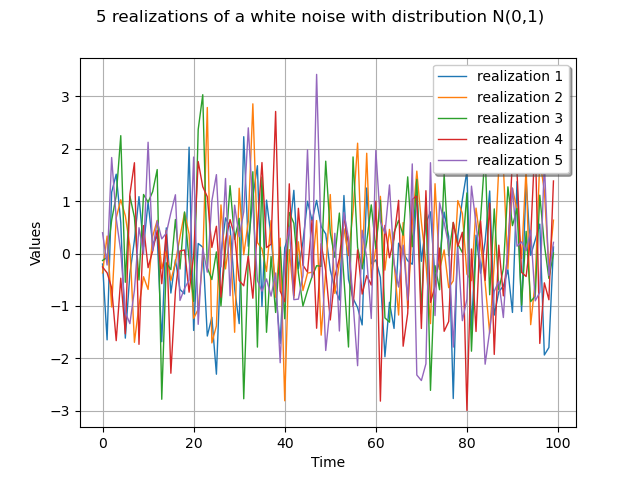 5 realizations of a white noise with distribution N(0,1)
realization 1
realization 2
realization 3
realization 4
realization 5
Values
3
2
1
0
−1
−2
−3
0
20
40
60
80
100
Time